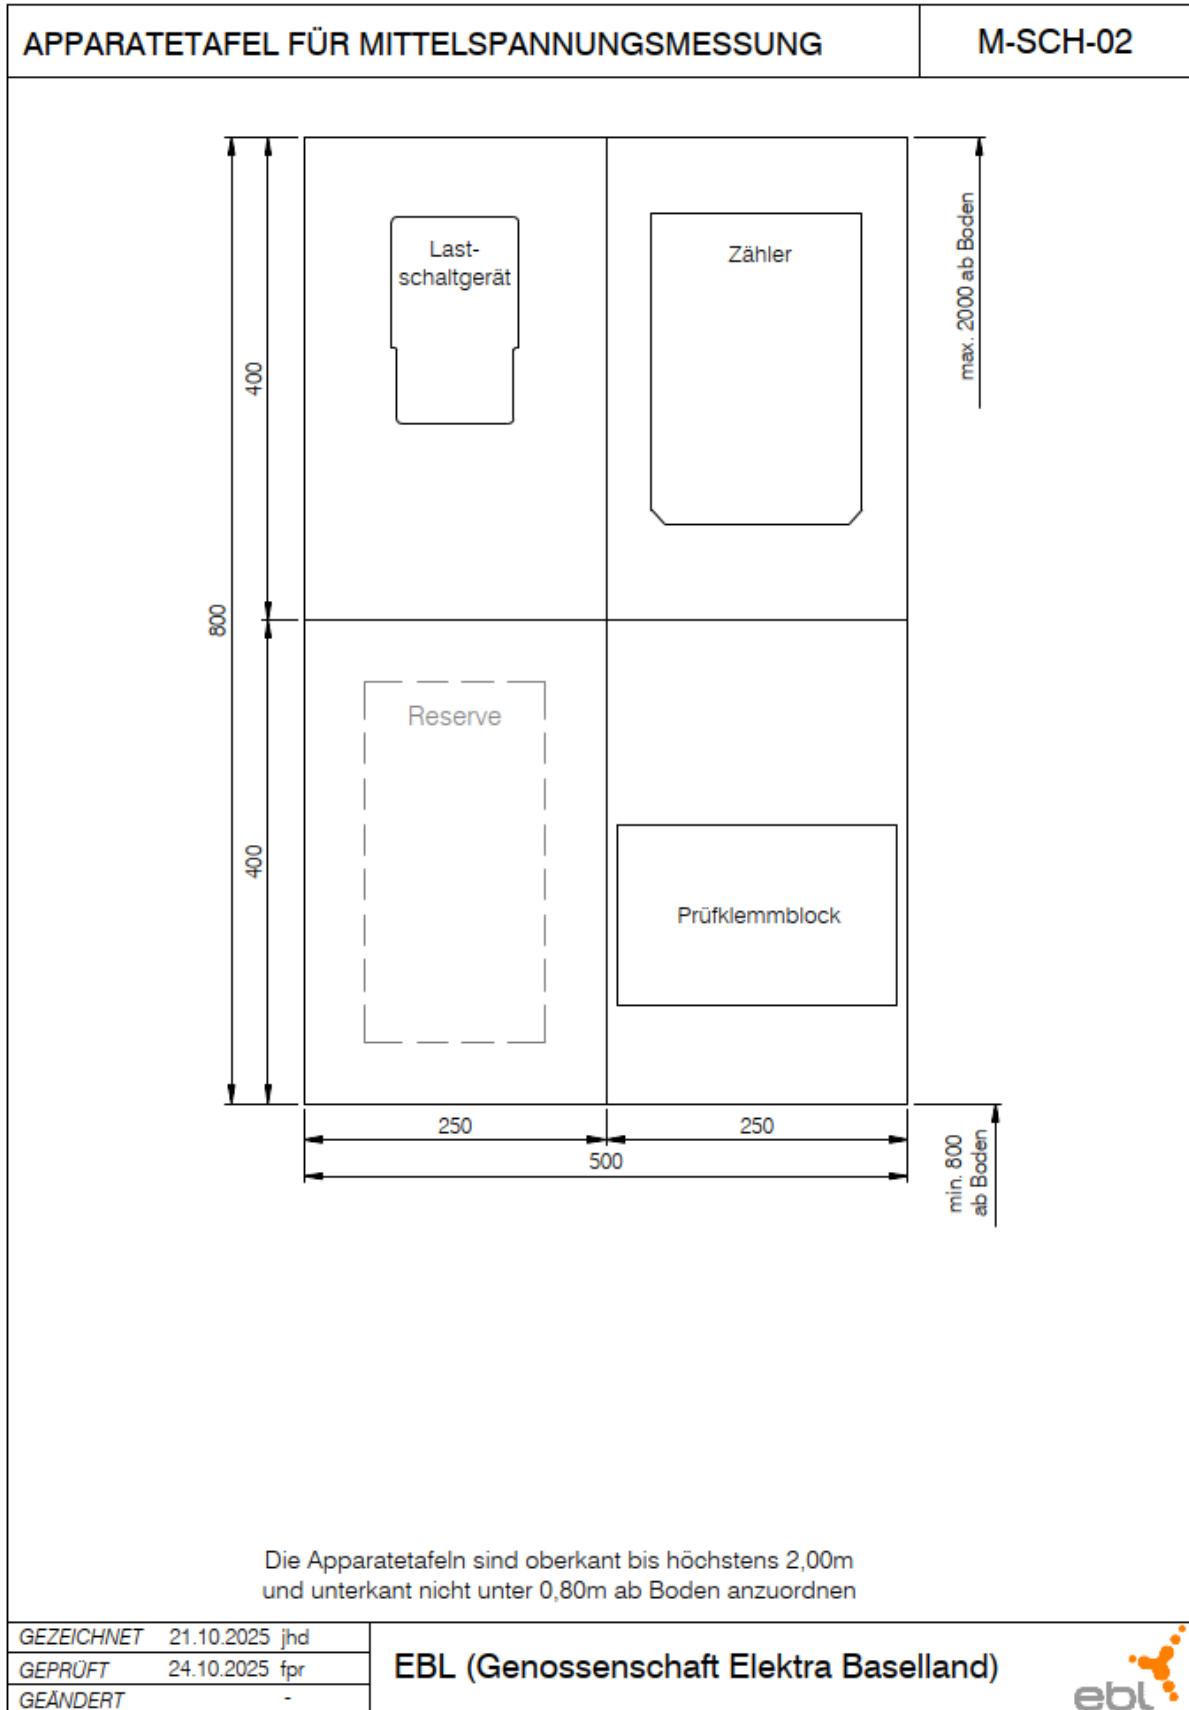 APPARATETAFEL FÜR MITTELSPANNUNGSMESSUNG
M-SCH-02
Last-
schaltgerät
Zähler
max. 2000 ab Boden
400
800
Reserve
400
Prüfklemmblock
250
250
500
min. 800
ab Boden
Die Apparatetafeln sind oberkant bis höchstens 2,00m
und unterkant nicht unter 0,80m ab Boden anzuordnen
GEZEICHNET 21.10.2025 jhd
GEPRÜFT 24.10.2025 fpr
GEÄNDERT -
EBL (Genossenschaft Elektra Baselland)
ebl